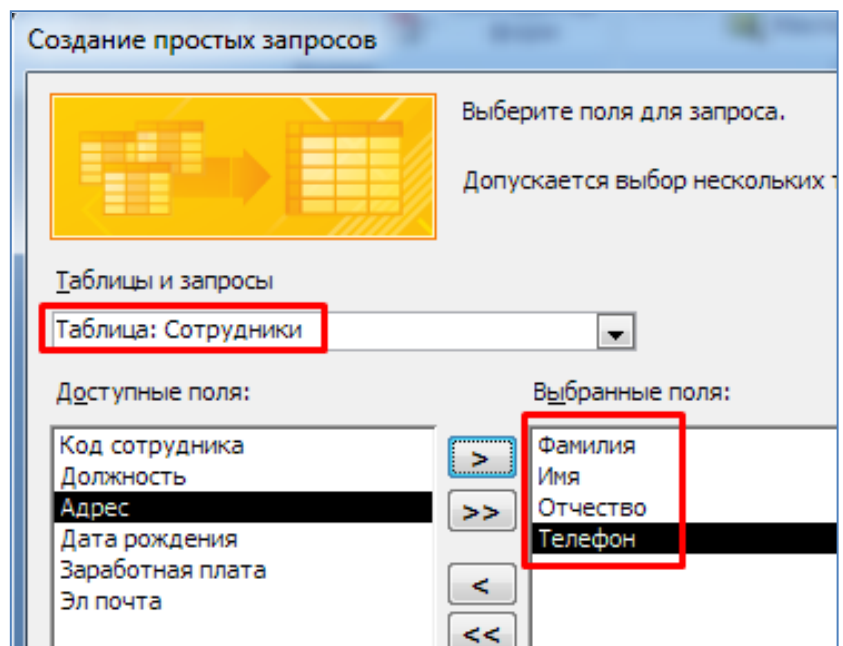 Создание простых запросов
Выберите поля для запроса.
Допускается выбор нескольких
Таблицы и запросы
Таблица: Сотрудники
Доступные поля:
Выбранные поля:
Код сотрудника
Должность
Адрес
Дата рождения
Заработная плата
Эл почта
>
>>
<
<<
Фамилия
Имя
Отчество
Телефон